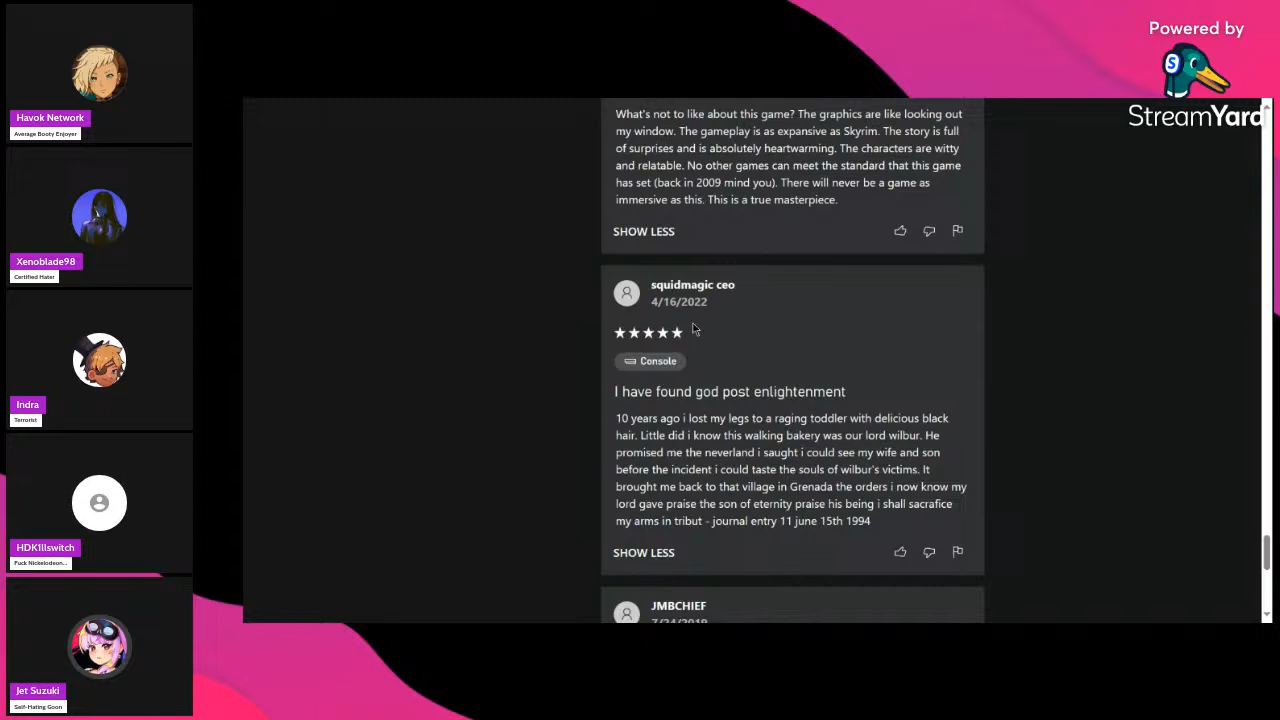 Havok Network
Average Booty Enjoyer
Xenoblade98
Certified Hater
Indra
Terrorist
HDK1llswitch
Fuck Nickelodeon...
Jet Suzuki
Self-Hating Goon
What's not to like about this game? The graphics are like looking out
my window. The gameplay is as expansive as Skyrim. The story is full
of surprises and is absolutely heartwarming. The characters are witty
and relatable. No other games can meet the standard that this game
has set (back in 2009 mind you). There will never be a game as
immersive as this. This is a true masterpiece.
SHOW LESS
squidmagic ceo
4/16/2022
Console
I have found god post enlightenment
10 years ago i lost my legs to a raging toddler with delicious black
hair. Little did i know this walking bakery was our lord wilbur. He
promised me the neverland i saught i could see my wife and son
before the incident i could taste the souls of wilbur's victims. It
brought me back to that village in Grenada the orders i now know my
lord gave praise the son of eternity praise his being i shall sacrafice
my arms in tribut - journal entry 11 june 15th 1994
SHOW LESS
JMBCHIEF
7/24/2019
Powered by
S
StreamYard